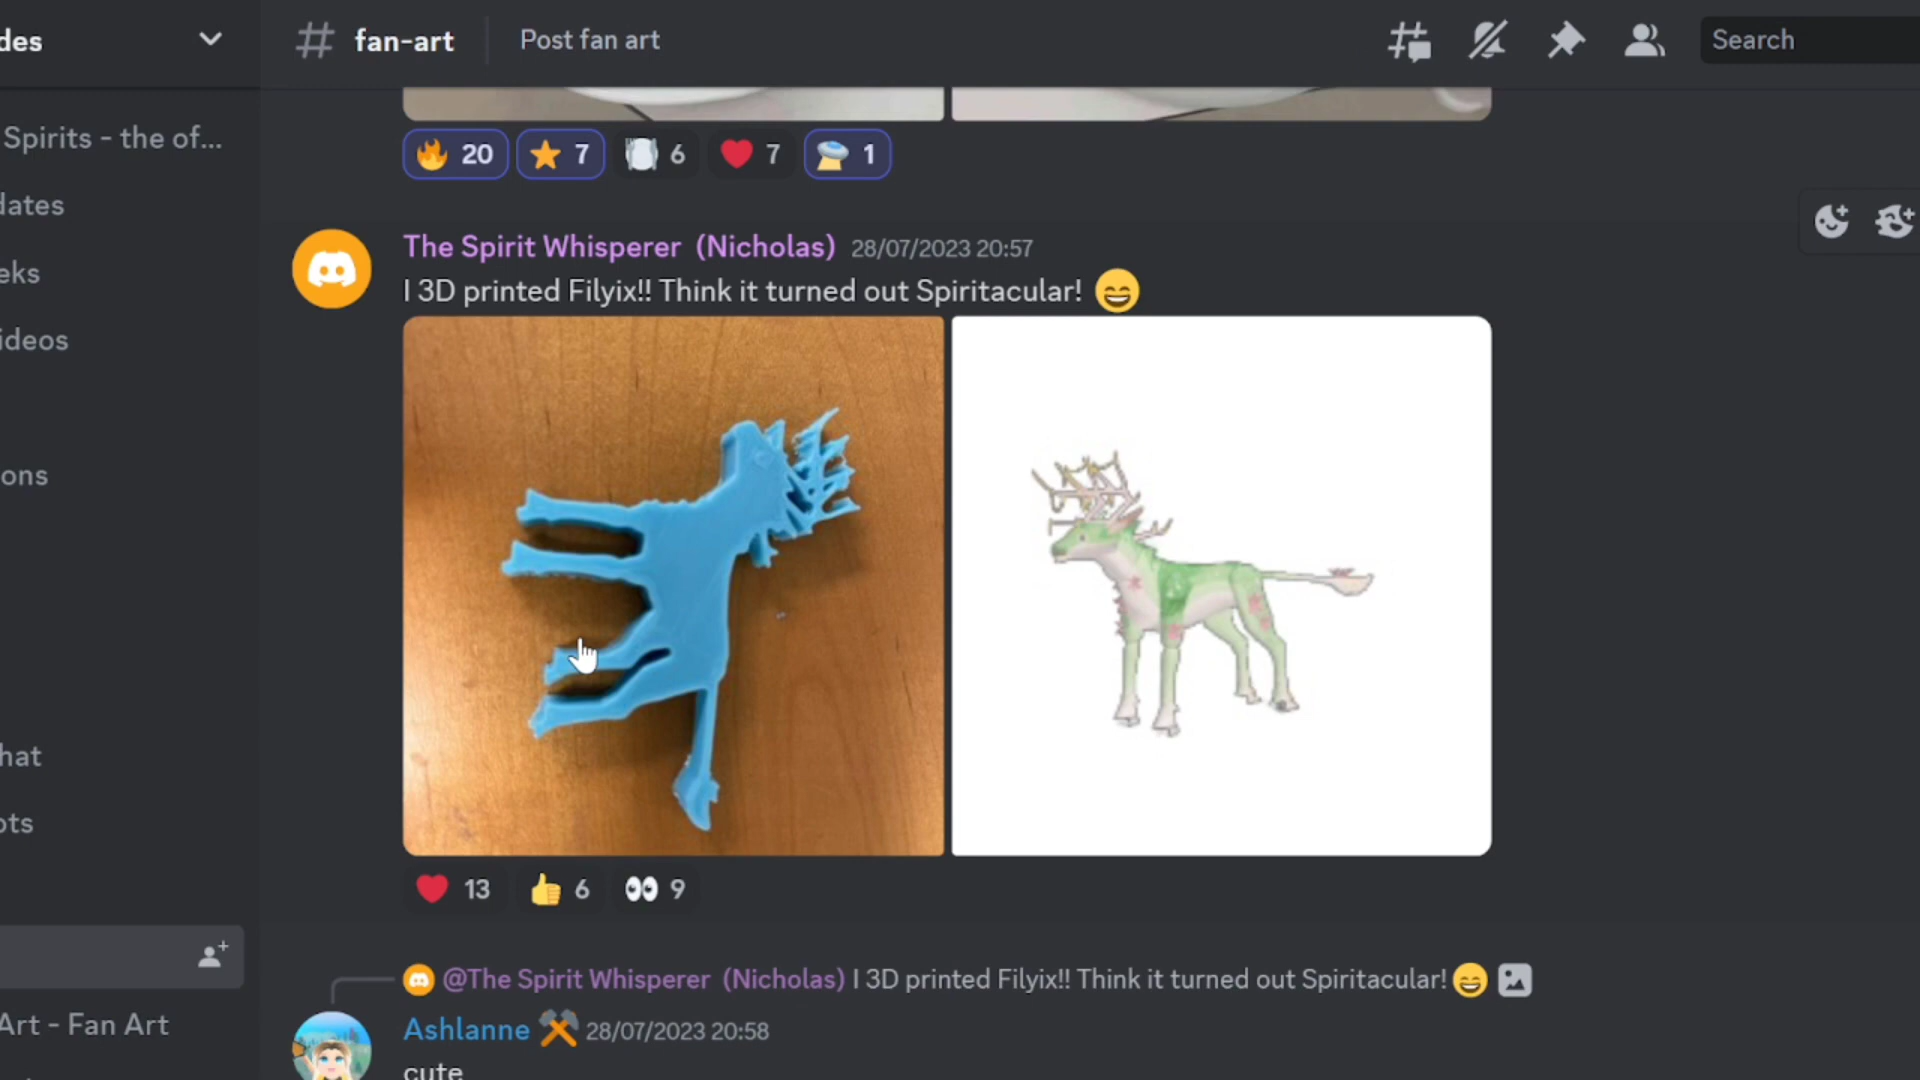 des
fan-art
Post fan art
Search
Spirits - the of...
dates
eks
ideos
ons
hat
ots
Art - Fan Art
20
7
6
7
1
The Spirit Whisperer (Nicholas) 28/07/2023 20:57
I 3D printed Filyix!! Think it turned out Spiritacular!
13
6
9
@The Spirit Whisperer (Nicholas) I 3D printed Filyix!! Think it turned out Spiritacular!
Ashlanne 28/07/2023 20:58
cute